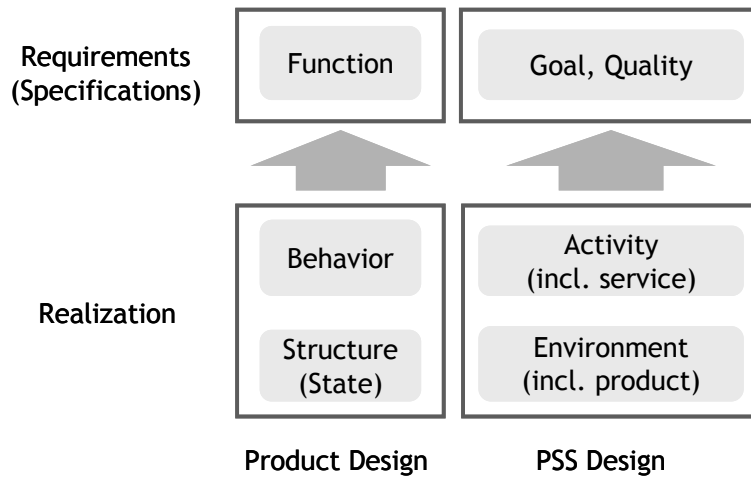 Requirements
(Specifications)
Function
Goal, Quality
Realization
Behavior
Structure
(State)
Activity
(incl. service)
Environment
(incl. product)
Product Design
PSS Design